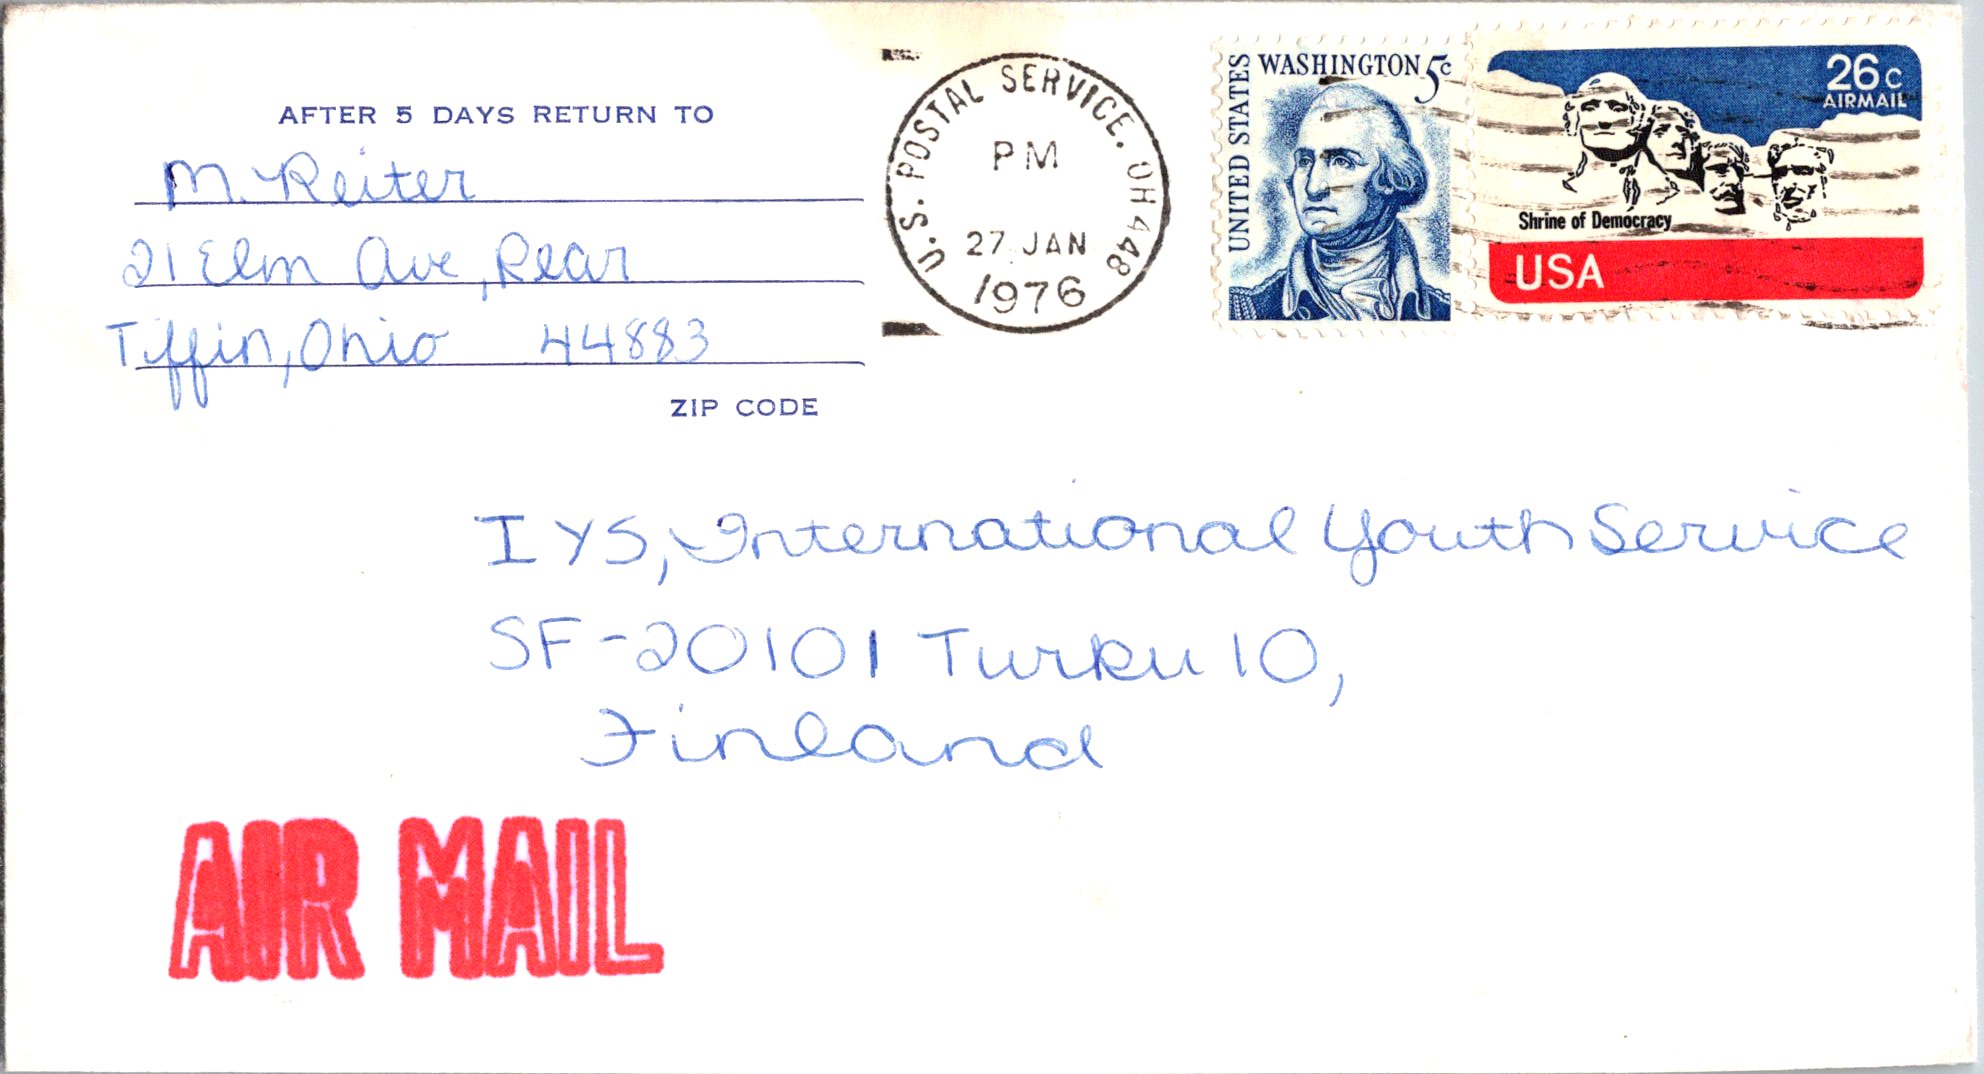 AFTER 5 DAYS RETURN TO
M. Reiter
21 Elm Ave, Rear
Tiffin, Ohio 44883
ZIP CODE
U.S. POSTAL SERVICE. OH 448
PM
27 JAN
1976
UNITED STATES
WASHINGTON 5c
26c
AIRMAIL
Shrine of Democracy
USA
IYS, International Youth Service
SF-20101 Turku 10,
Finland
AIR MAIL